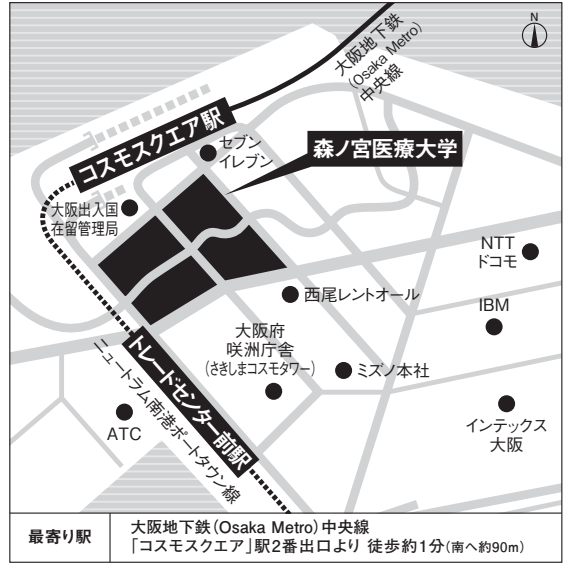 N
大阪地下鉄
(Osaka Metro)
中央線
コスモスクエア駅
セブン
イレブン
森ノ宮医療大学
大阪出入国
在留管理局
NTT
ドコモ
西尾レントオール
IBM
大阪府
咲洲庁舎
(さきしまコスモタワー)
ミズノ本社
トレードセンター前駅
ニュートラム南港ポートタウン線
ATC
インテックス
大阪
最寄り駅
大阪地下鉄(Osaka Metro)中央線
「コスモスクエア」駅2番出口より 徒歩約1分(南へ約90m)